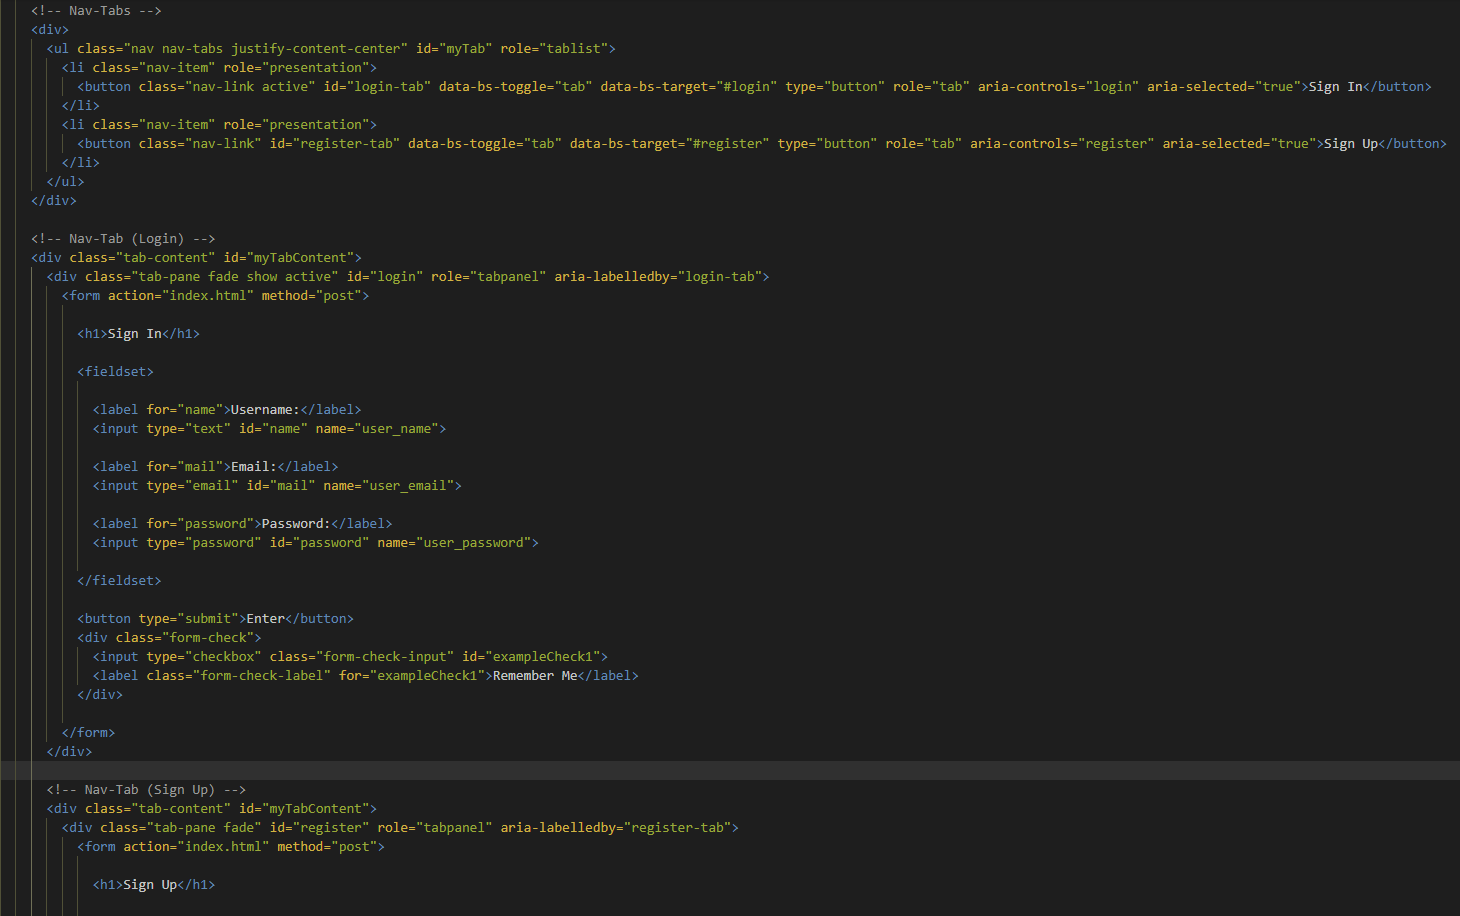 <!-- Nav-Tabs -->
<div>
<ul class="nav nav-tabs justify-content-center" id="myTab" role="tablist">
<li class="nav-item" role="presentation">
<button class="nav-link active" id="login-tab" data-bs-toggle="tab" data-bs-target="#login" type="button" role="tab" aria-controls="login" aria-selected="true">Sign In</button>
</li>
<li class="nav-item" role="presentation">
<button class="nav-link" id="register-tab" data-bs-toggle="tab" data-bs-target="#register" type="button" role="tab" aria-controls="register" aria-selected="true">Sign Up</button>
</li>
</ul>
</div>
<!-- Nav-Tab (Login) -->
<div class="tab-content" id="myTabContent">
<div class="tab-pane fade show active" id="login" role="tabpanel" aria-labelledby="login-tab">
<form action="index.html" method="post">
<h1>Sign In</h1>
<fieldset>
<label for="name">Username:</label>
<input type="text" id="name" name="user_name">
<label for="mail">Email:</label>
<input type="email" id="mail" name="user_email">
<label for="password">Password:</label>
<input type="password" id="password" name="user_password">
</fieldset>
<button type="submit">Enter</button>
<div class="form-check">
<input type="checkbox" class="form-check-input" id="exampleCheck1">
<label class="form-check-label" for="exampleCheck1">Remember Me</label>
</div>
</form>
</div>
<!-- Nav-Tab (Sign Up) -->
<div class="tab-content" id="myTabContent">
<div class="tab-pane fade" id="register" role="tabpanel" aria-labelledby="register-tab">
<form action="index.html" method="post">
<h1>Sign Up</h1>